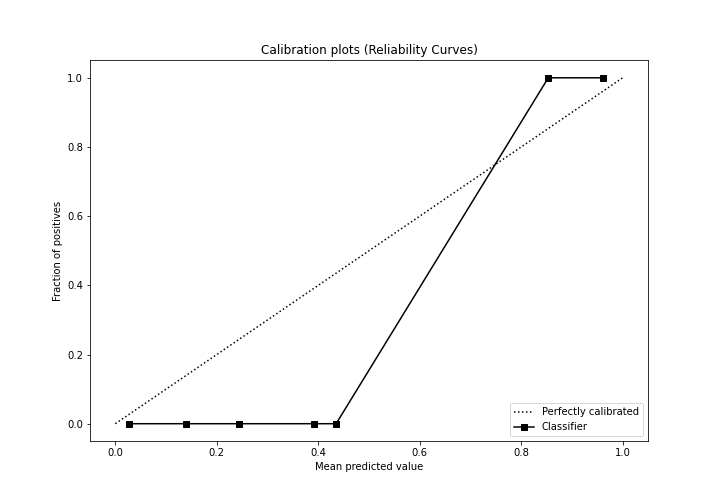 Calibration plots (Reliability Curves)
1.0
0.8
0.6
0.4
0.2
0.0
Fraction of positives
Perfectly calibrated
Classifier
0.0 0.2 0.4 0.6 0.8 1.0
Mean predicted value